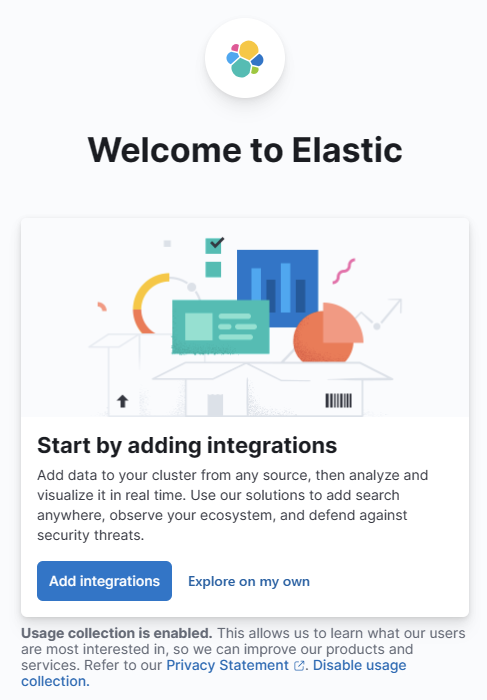 Welcome to Elastic
Start by adding integrations
Add data to your cluster from any source, then analyze and
visualize it in real time. Use our solutions to add search
anywhere, observe your ecosystem, and defend against
security threats.
Add integrations
Explore on my own
Usage collection is enabled. This allows us to learn what our users
are most interested in, so we can improve our products and
services. Refer to our Privacy Statement. Disable usage
collection.